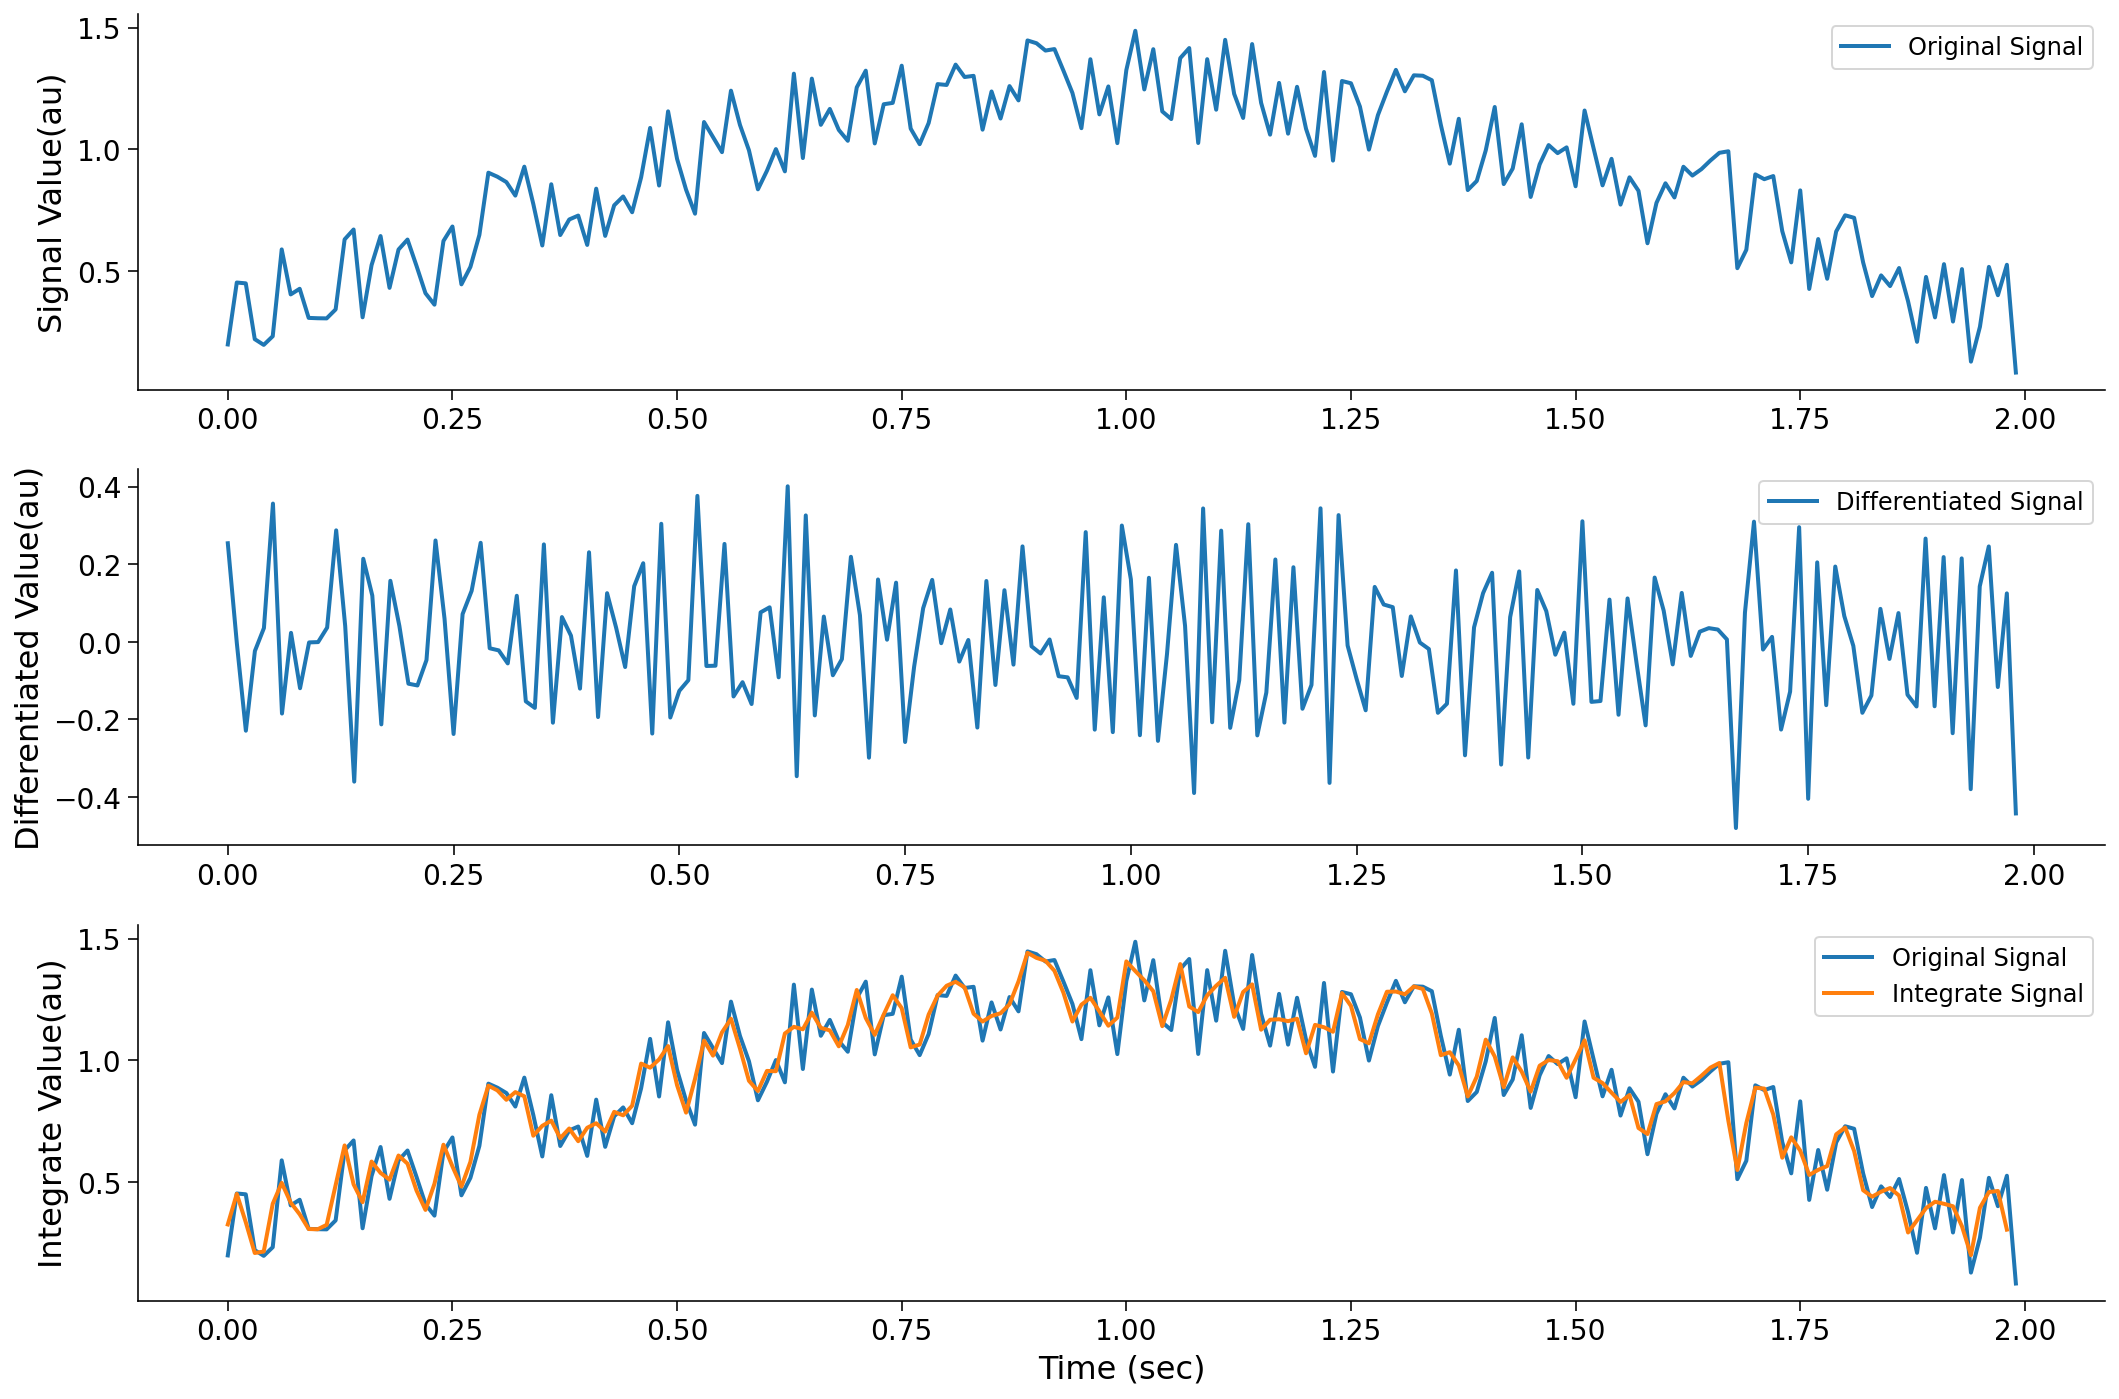 Signal Value(au)
1.5
1.0
0.5
Original Signal
0.00 0.25 0.50 0.75 1.00 1.25 1.50 1.75 2.00
Differentiated Value(au)
0.4
0.2
0.0
−0.2
−0.4
Differentiated Signal
0.00 0.25 0.50 0.75 1.00 1.25 1.50 1.75 2.00
Integrate Value(au)
1.5
1.0
0.5
Original Signal
Integrate Signal
0.00 0.25 0.50 0.75 1.00 1.25 1.50 1.75 2.00
Time (sec)